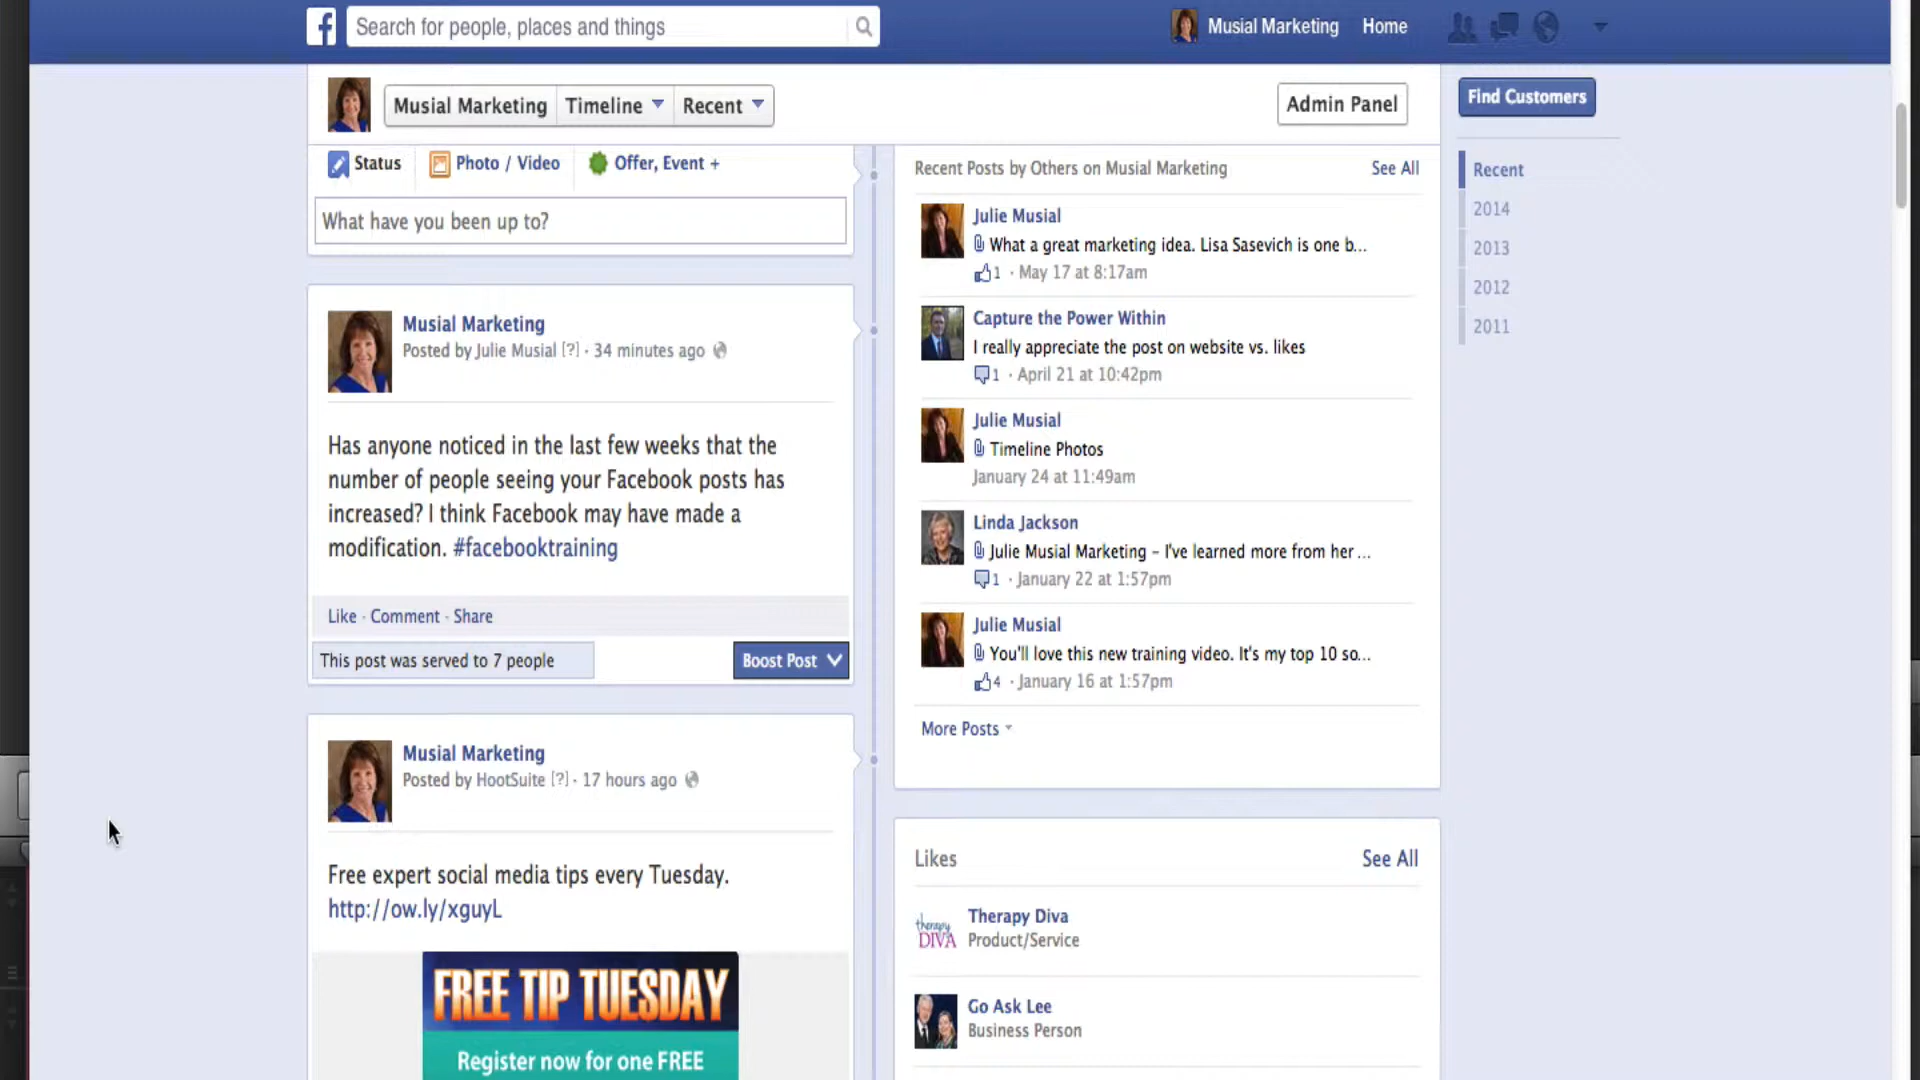 Search for people, places and things
Musial Marketing Home
Musial Marketing Timeline Recent
Admin Panel
Find Customers
Recent
2014
2013
2012
2011
Status Photo / Video Offer, Event +
What have you been up to?
Musial Marketing
Posted by Julie Musial [?] · 34 minutes ago
Has anyone noticed in the last few weeks that the
number of people seeing your Facebook posts has
increased? I think Facebook may have made a
modification. #facebooktraining
Like · Comment · Share
This post was served to 7 people
Boost Post
Musial Marketing
Posted by HootSuite [?] · 17 hours ago
Free expert social media tips every Tuesday.
http://ow.ly/xguyL
FREE TIP TUESDAY
Register now for one FREE
Recent Posts by Others on Musial Marketing See All
Julie Musial
What a great marketing idea. Lisa Sasevich is one b...
1 · May 17 at 8:17am
Capture the Power Within
I really appreciate the post on website vs. likes
1 · April 21 at 10:42pm
Julie Musial
Timeline Photos
January 24 at 11:49am
Linda Jackson
Julie Musial Marketing – I've learned more from her ...
1 · January 22 at 1:57pm
Julie Musial
You'll love this new training video. It's my top 10 so...
4 · January 16 at 1:57pm
More Posts
Likes See All
therapy
DIVA
Therapy Diva
Product/Service
Go Ask Lee
Business Person